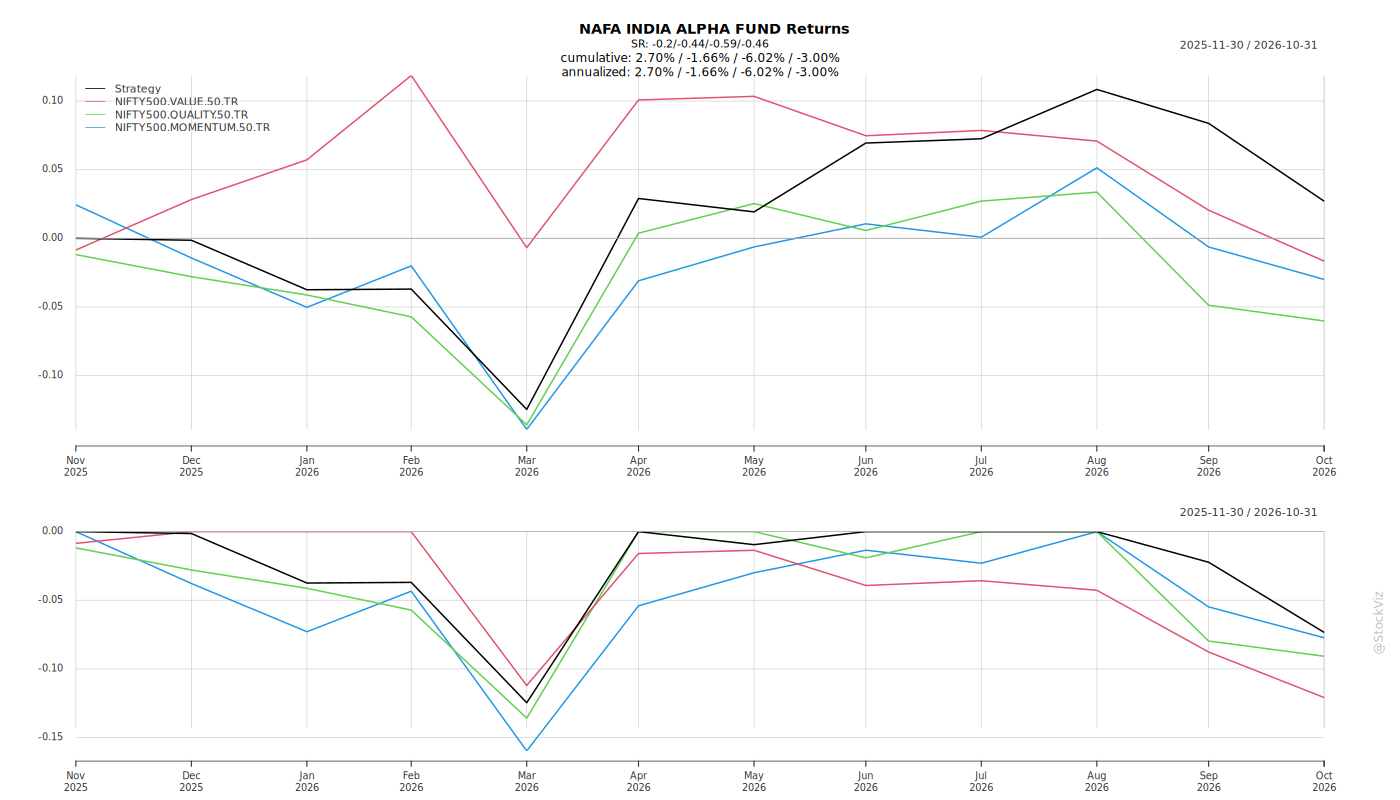 NAFA INDIA ALPHA FUND Returns
SR: -0.2/-0.44/-0.59/-0.46
cumulative: 2.70% / -1.66% / -6.02% / -3.00%
annualized: 2.70% / -1.66% / -6.02% / -3.00%
2025-11-30 / 2026-10-31
Strategy
NIFTY500.VALUE.50.TR
NIFTY500.QUALITY.50.TR
NIFTY500.MOMENTUM.50.TR
0.10
0.05
0.00
-0.05
-0.10
Nov Dec Jan Feb Mar Apr May Jun Jul Aug Sep Oct
2025 2025 2026 2026 2026 2026 2026 2026 2026 2026 2026 2026
2025-11-30 / 2026-10-31
0.00
-0.05
-0.10
-0.15
Nov Dec Jan Feb Mar Apr May Jun Jul Aug Sep Oct
2025 2025 2026 2026 2026 2026 2026 2026 2026 2026 2026 2026
@StockViz